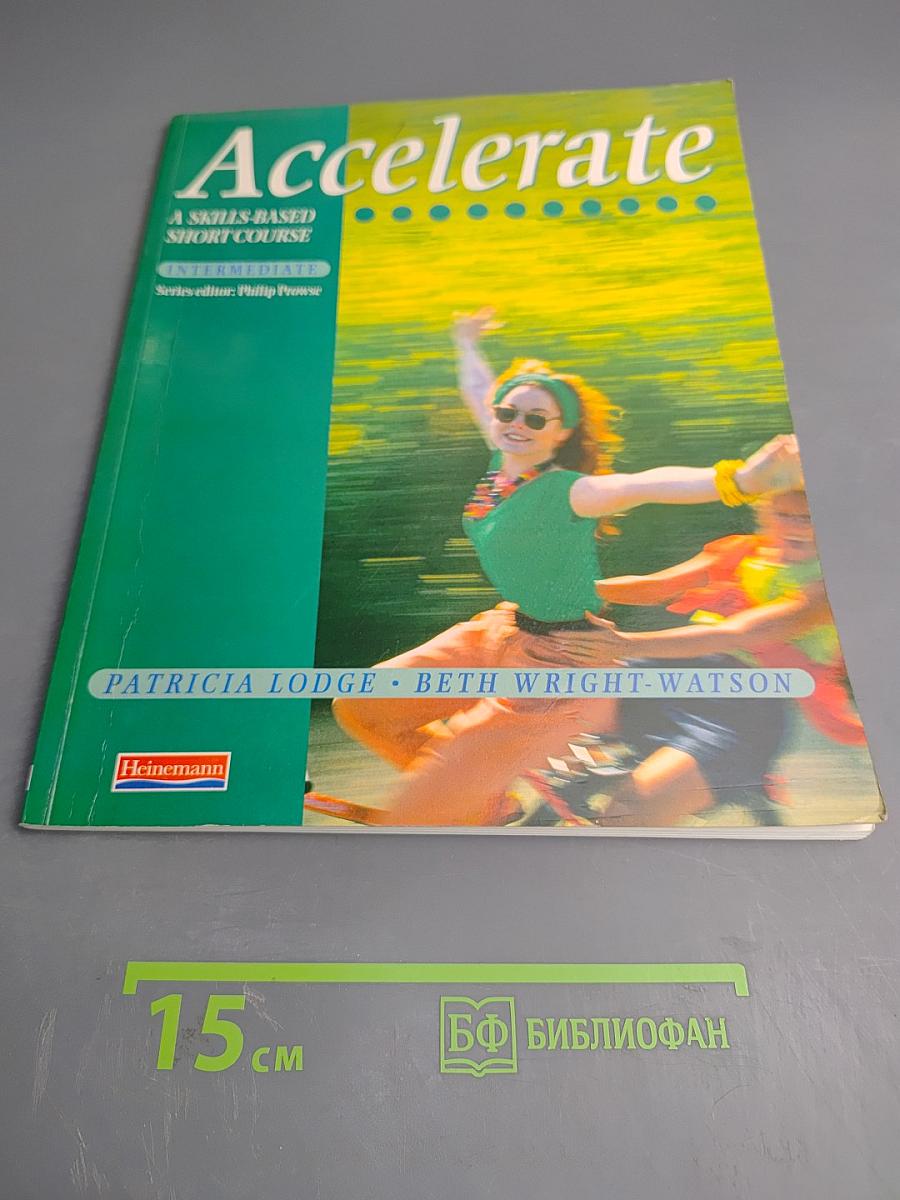 Accelerate
A SKILLS-BASED
SHORT COURSE
INTERMEDIATE
Series editor: Philip Prowse
PATRICIA LODGE • BETH WRIGHT-WATSON
Heinemann
15 см
БФ БИБЛИОФАН